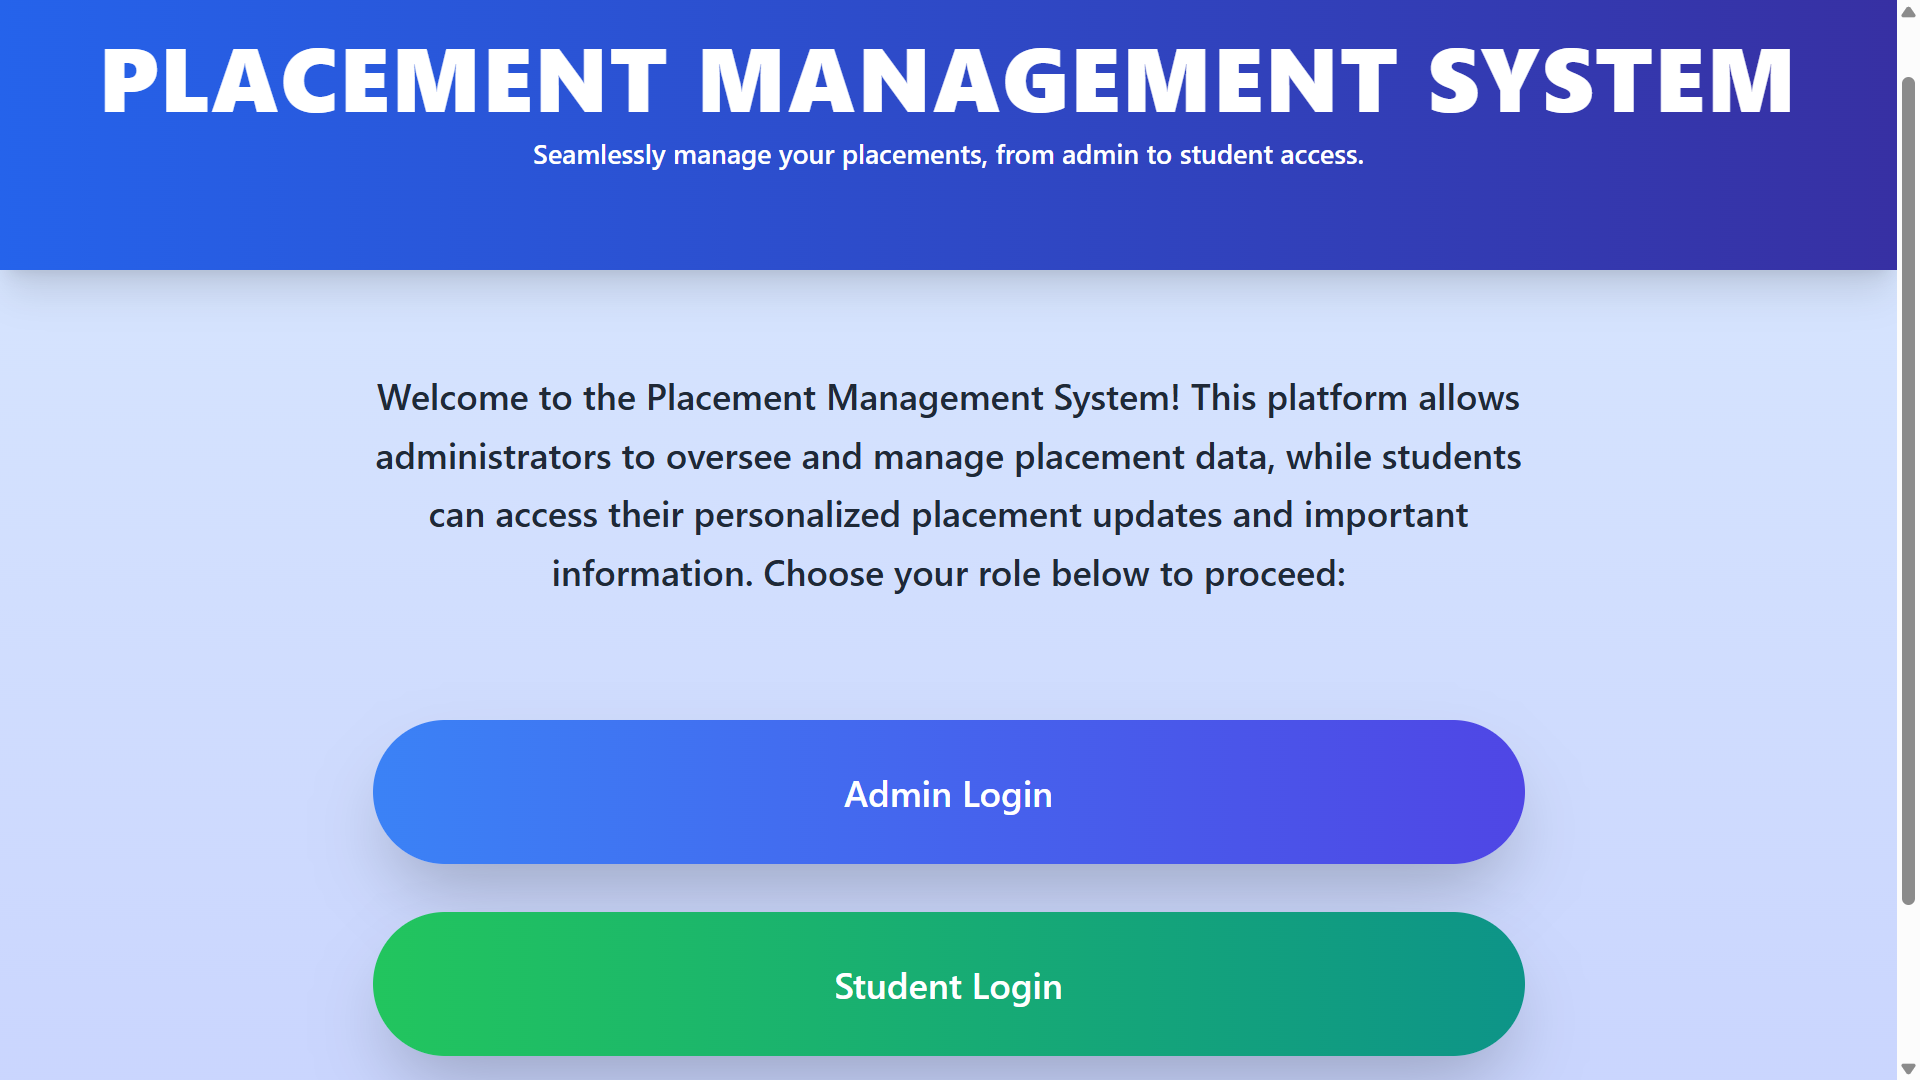 PLACEMENT MANAGEMENT SYSTEM
Seamlessly manage your placements, from admin to student access.
Welcome to the Placement Management System! This platform allows
administrators to oversee and manage placement data, while students
can access their personalized placement updates and important
information. Choose your role below to proceed:
Admin Login
Student Login